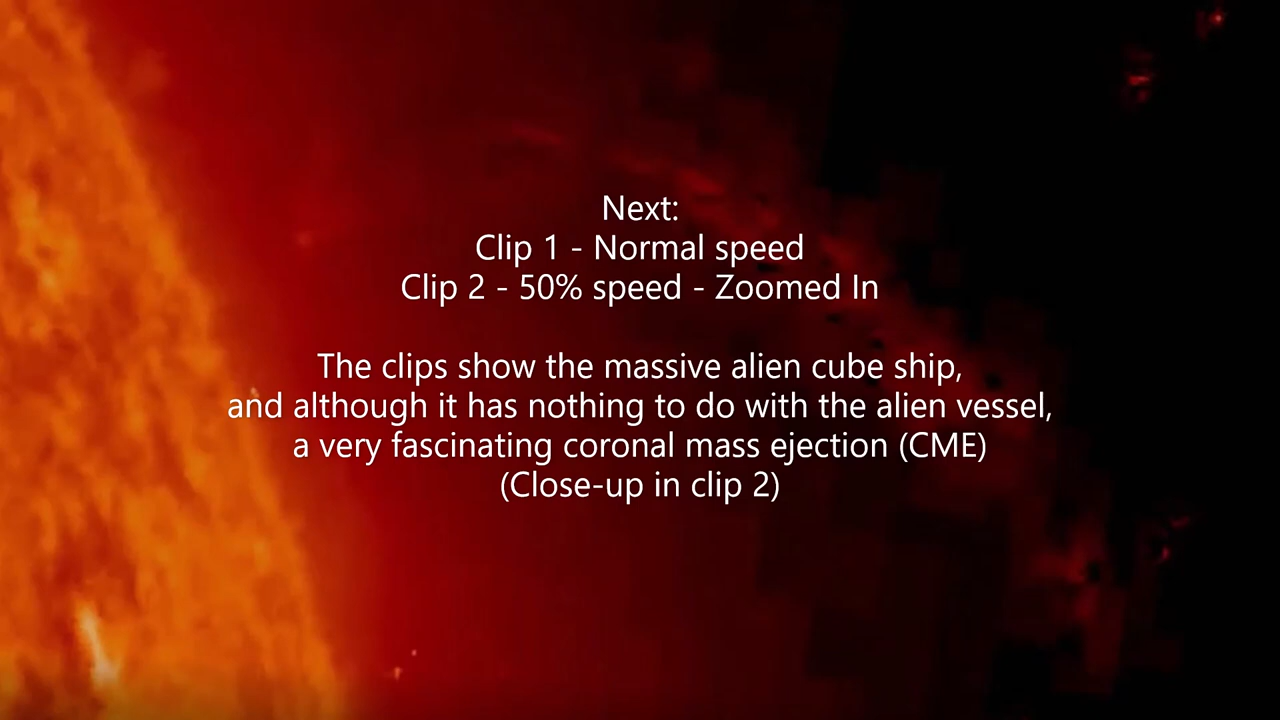 Next:
Clip 1 - Normal speed
Clip 2 - 50% speed - Zoomed In
The clips show the massive alien cube ship,
and although it has nothing to do with the alien vessel,
a very fascinating coronal mass ejection (CME)
(Close-up in clip 2)